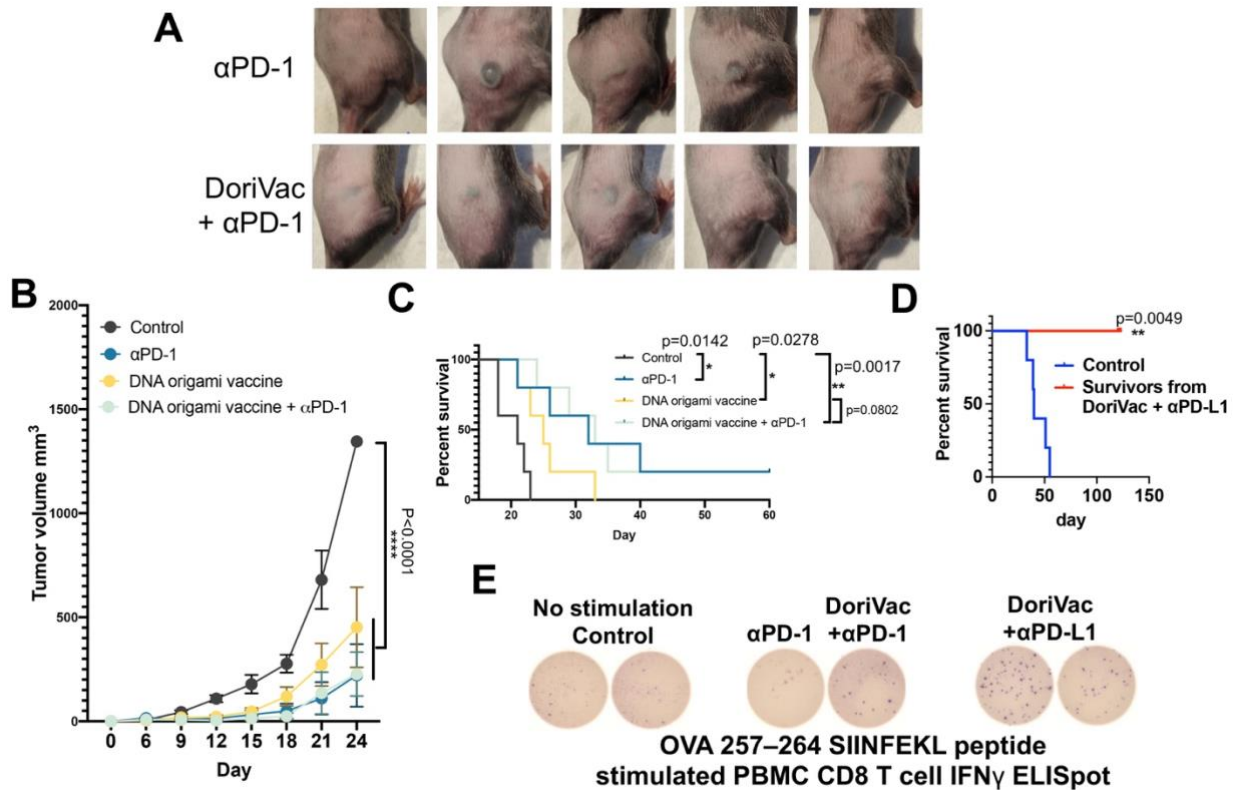 A
αPD-1
DoriVac
+ αPD-1
B
2000
1500
1000
500
0
Tumor volume mm³
Control
αPD-1
DNA origami vaccine
DNA origami vaccine + αPD-1
P<0.0001
****
0 6 9 12 15 18 21 24
Day
C
Percent survival
100
50
0
20 30 40 50 60
Day
p=0.0142
p=0.0278
Control
αPD-1
DNA origami vaccine
DNA origami vaccine + αPD-1
*
*
p=0.0017
**
p=0.0802
D
Percent survival
100
50
0
0 50 100 150
day
p=0.0049
**
Control
Survivors from
DoriVac + αPD-L1
E
No stimulation
Control
αPD-1
DoriVac
+αPD-1
DoriVac
+αPD-L1
OVA 257–264 SIINFEKL peptide
stimulated PBMC CD8 T cell IFNγ ELISpot